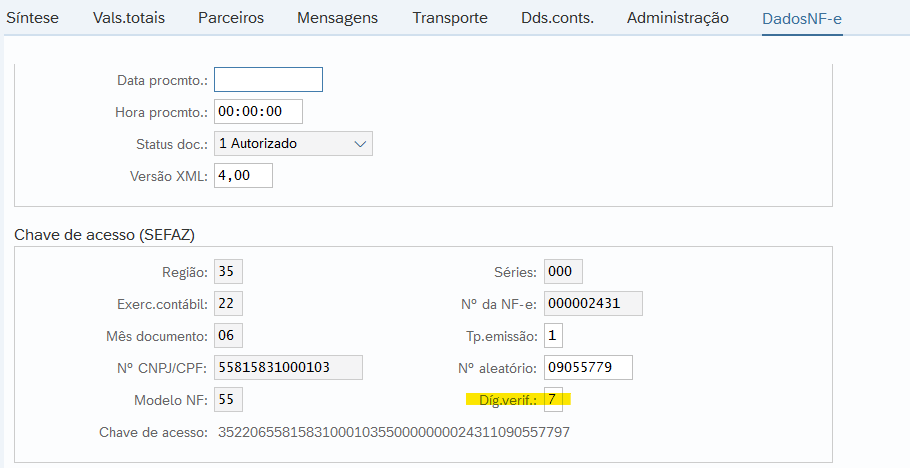 Síntese Vals.totais Parceiros Mensagens Transporte Dds.conts. Administração DadosNF-e
Data procmto.:
Hora procmto.: 00:00:00
Status doc.: 1 Autorizado
Versão XML: 4,00
Chave de acesso (SEFAZ)
Região: 35 Séries: 000
Exerc.contábil: 22 Nº da NF-e: 000002431
Mês documento: 06 Tp.emissão: 1
Nº CNPJ/CPF: 55815831000103 Nº aleatório: 09055779
Modelo NF: 55 Díg.verif.: 7
Chave de acesso: 35220655815831000103550000000024311090557797